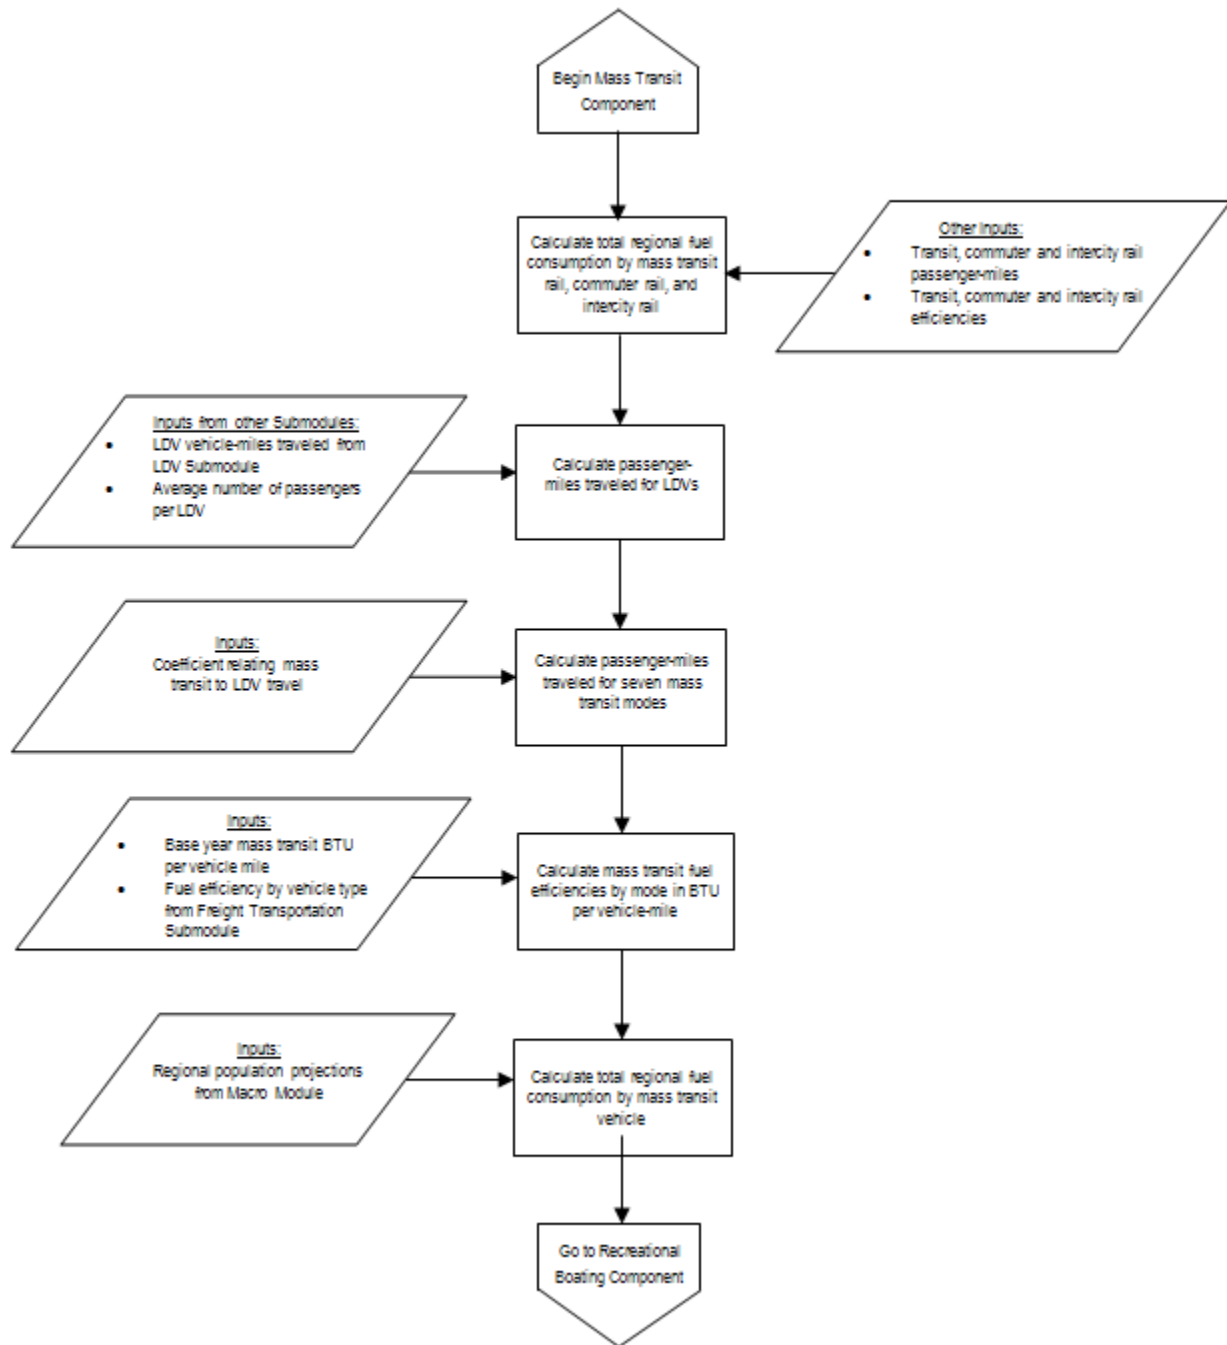 Begin Mass Transit
Component
Calculate total regional fuel
consumption by mass transit
rail, commuter rail, and
intercity rail
Other Inputs:
• Transit, commuter and intercity rail
passenger-miles
• Transit, commuter and intercity rail
efficiencies
Inputs from other Submodules:
• LDV vehicle-miles traveled from
LDV Submodule
• Average number of passengers
per LDV
Calculate passenger-
miles traveled for LDVs
Inputs:
Coefficient relating mass
transit to LDV travel
Calculate passenger-miles
traveled for seven mass
transit modes
Inputs:
• Base year mass transit BTU
per vehicle mile
• Fuel efficiency by vehicle type
from Freight Transportation
Submodule
Calculate mass transit fuel
efficiencies by mode in BTU
per vehicle-mile
Inputs:
Regional population projections
from Macro Module
Calculate total regional fuel
consumption by mass transit
vehicle
Go to Recreational
Boating Component